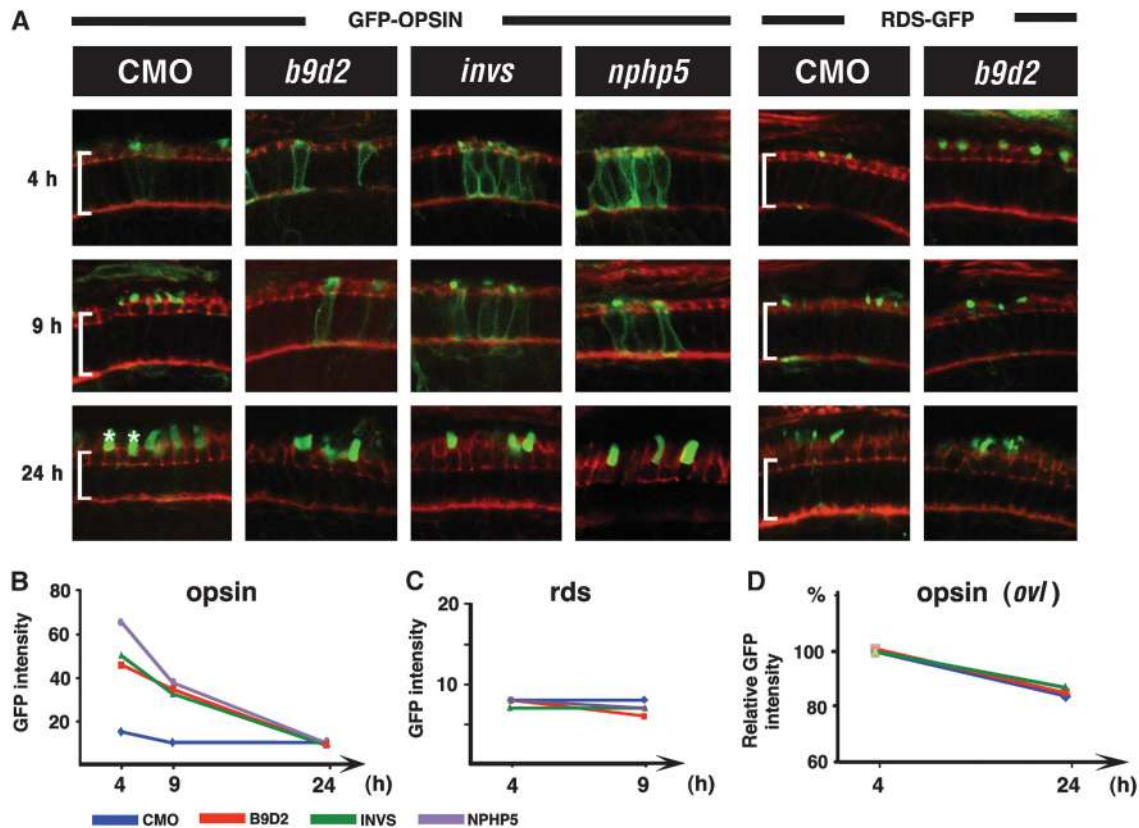 A GFP-OPSIN RDS-GFP
CMO b9d2 invs nphp5 CMO b9d2
4 h
9 h
* *
24 h
B opsin
80
60
40
20
GFP intensity
4 9 24 (h)
C rds
20
10
GFP intensity
4 9 (h)
D opsin (ovl)
%
100
80
60
Relative GFP
intensity
4 24 (h)
CMO B9D2 INVS NPHP5